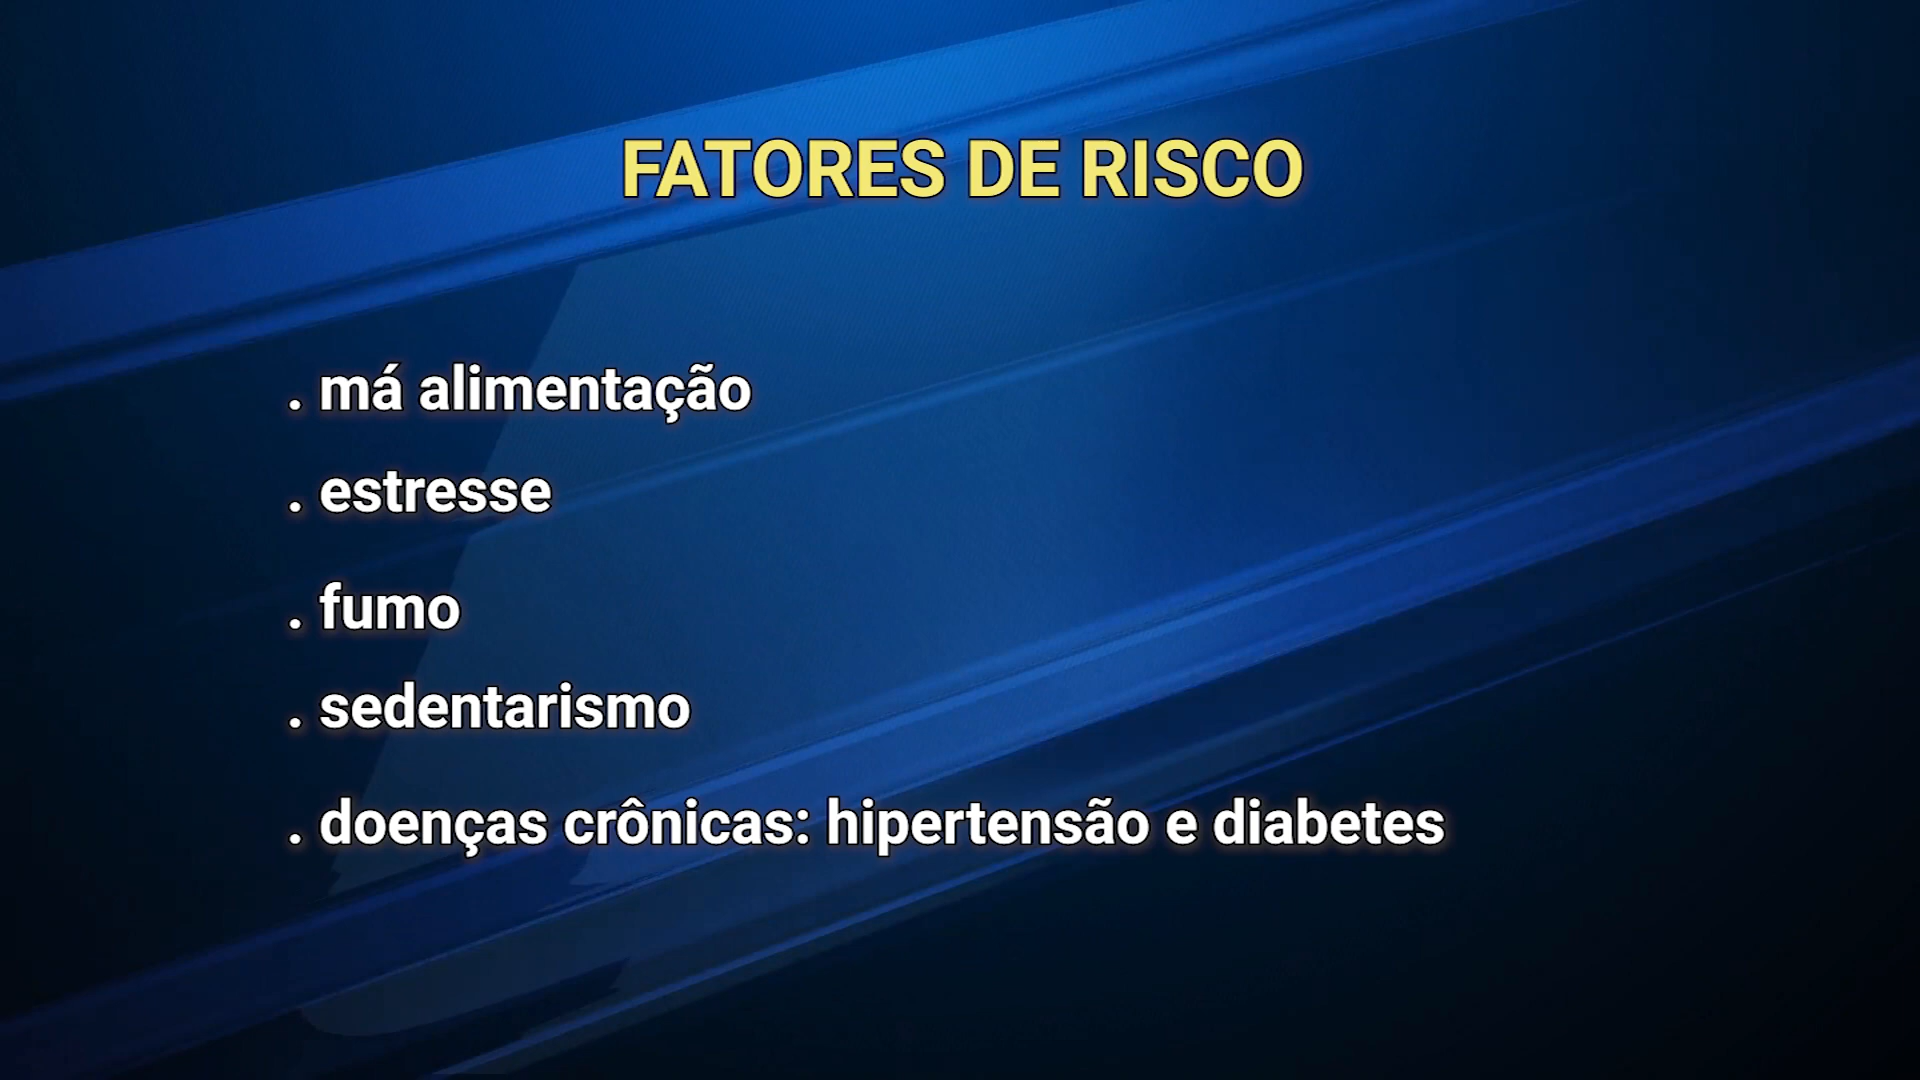 FATORES DE RISCO
. má alimentação
. estresse
. fumo
. sedentarismo
. doenças crônicas: hipertensão e diabetes